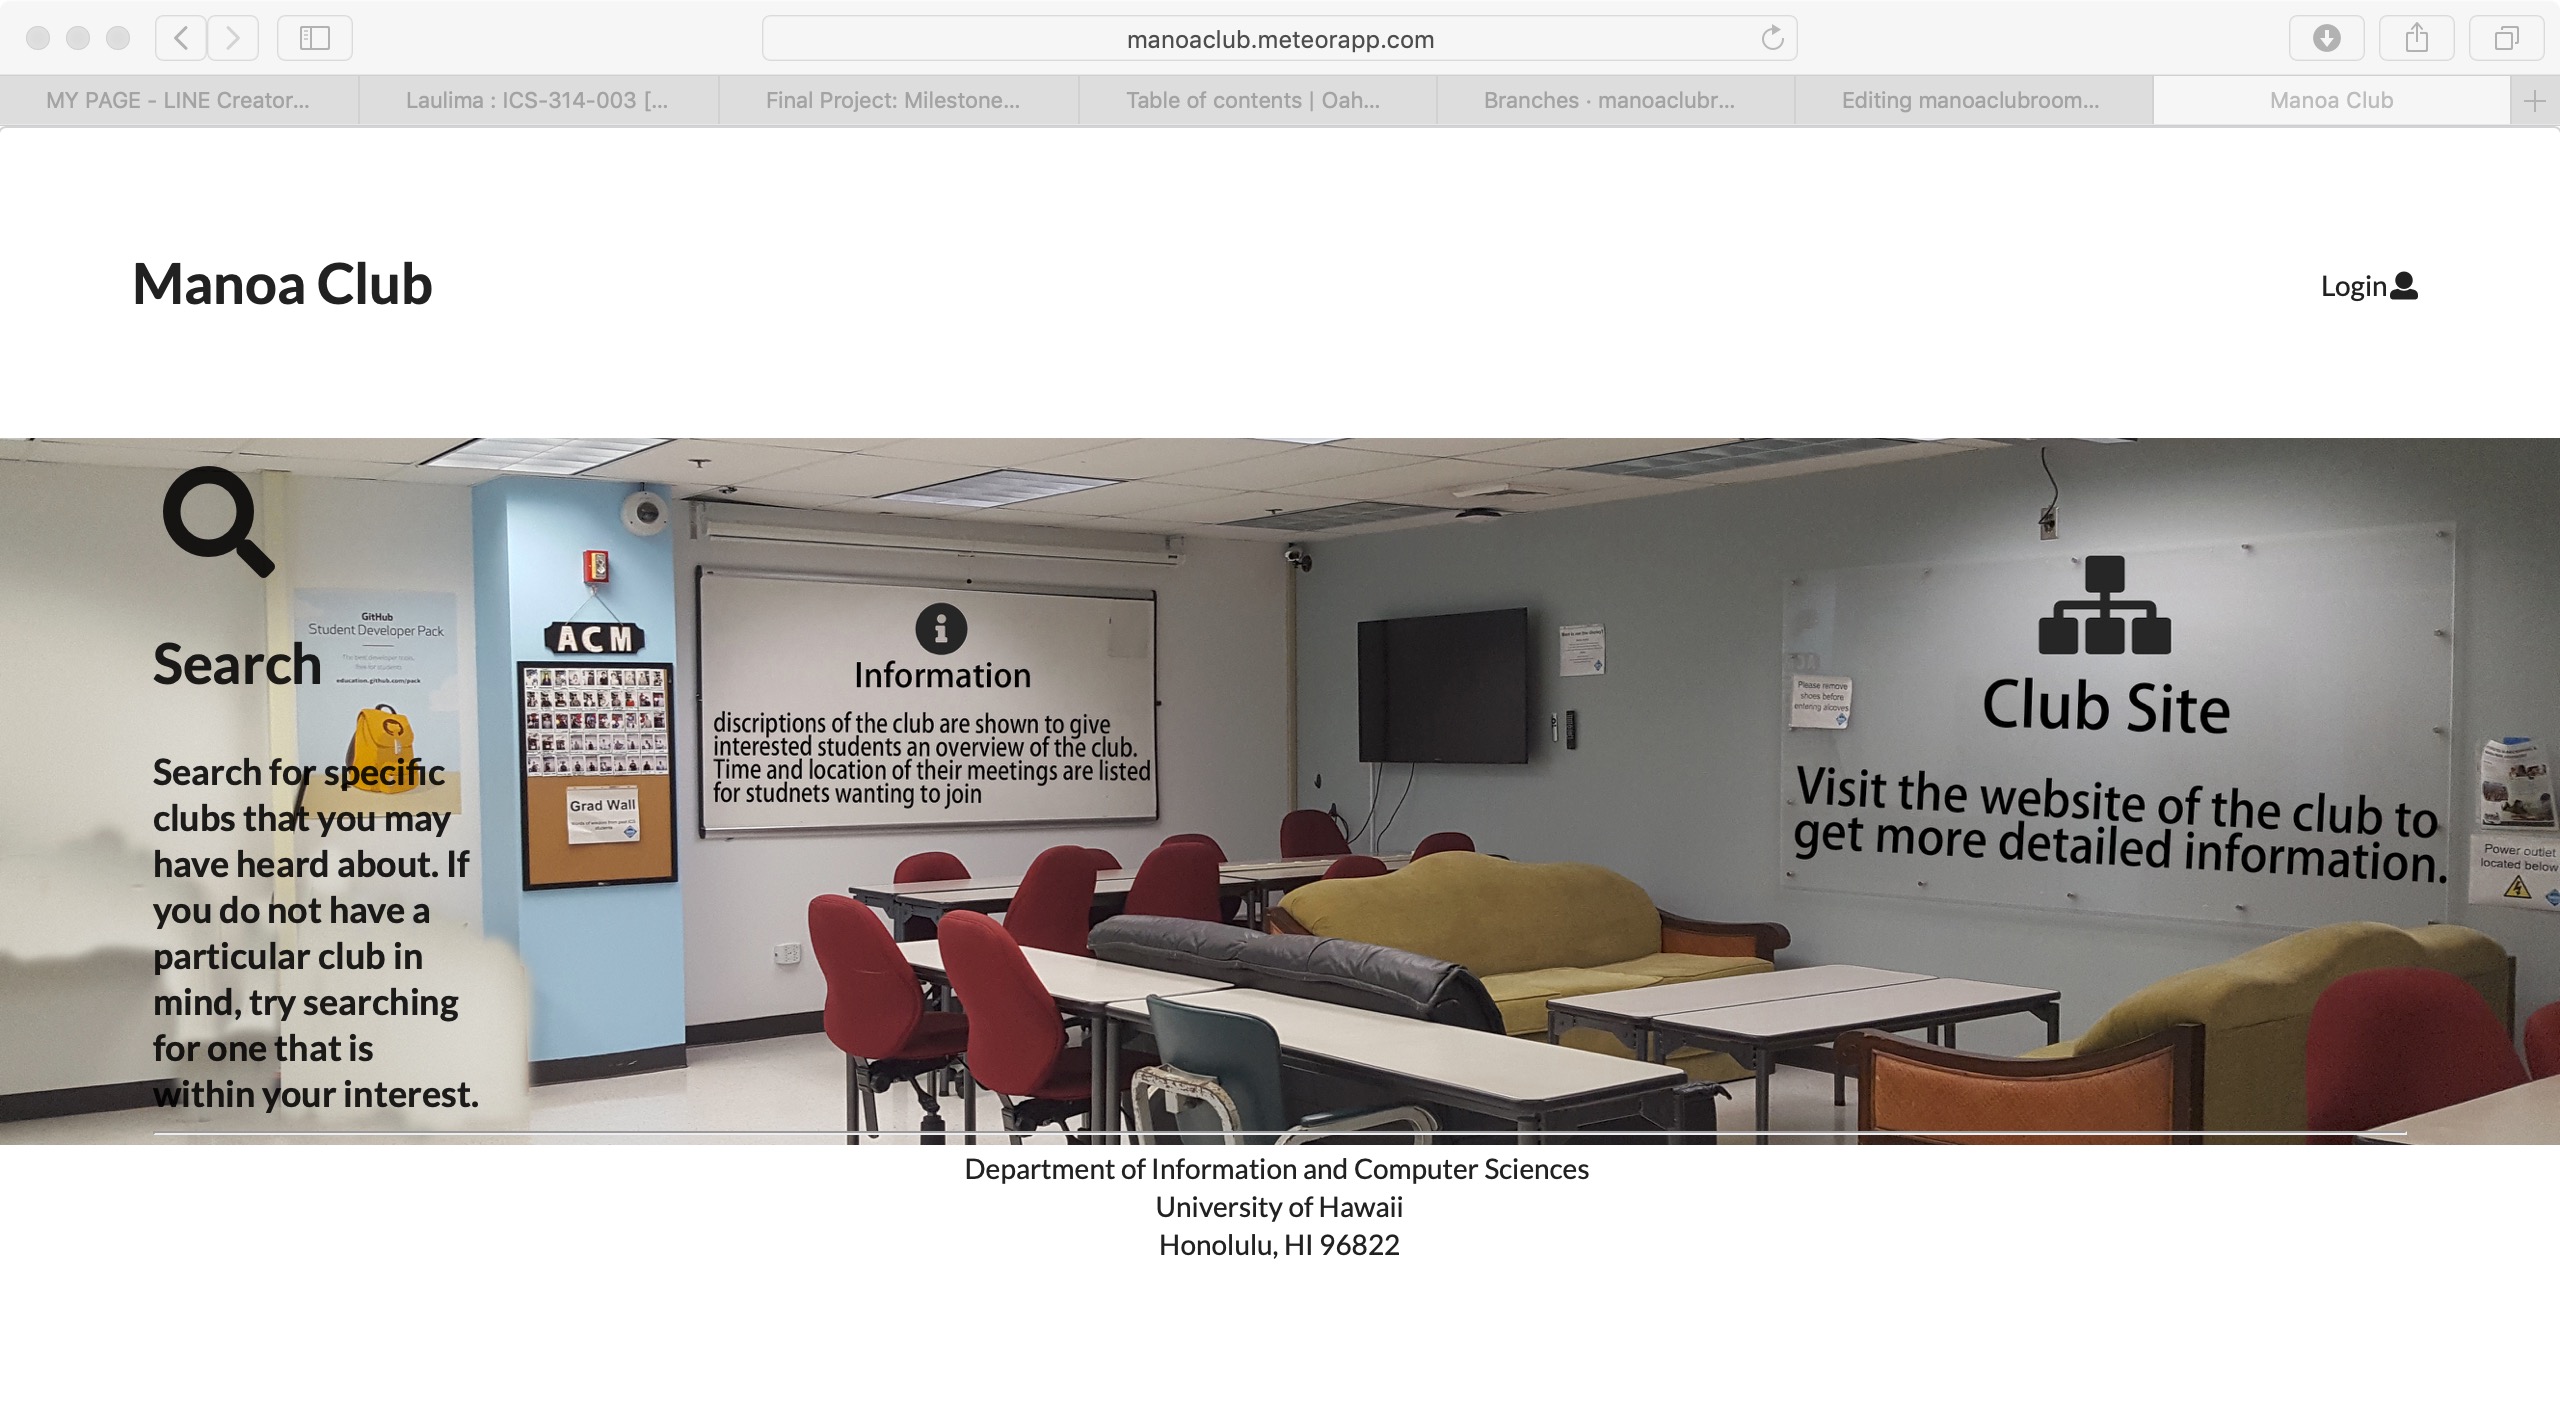 manoaclub.meteorapp.com
MY PAGE - LINE Creator...
Laulima : ICS-314-003 [...
Final Project: Milestone...
Table of contents | Oah...
Branches · manoaclubr...
Editing manoaclubroom...
Manoa Club
Manoa Club
Login
Search
Search for specific
clubs that you may
have heard about. If
you do not have a
particular club in
mind, try searching
for one that is
within your interest.
GitHub
Student Developer Pack
education.github.com/pack
ACM
Grad Wall
Information
discriptions of the club are shown to give
interested students an overview of the club.
Time and location of their meetings are listed
for studnets wanting to join
Please remove
shoes before
entering alcoves
Club Site
Visit the website of the club to
get more detailed information.
Power outlet
located below
Department of Information and Computer Sciences
University of Hawaii
Honolulu, HI 96822